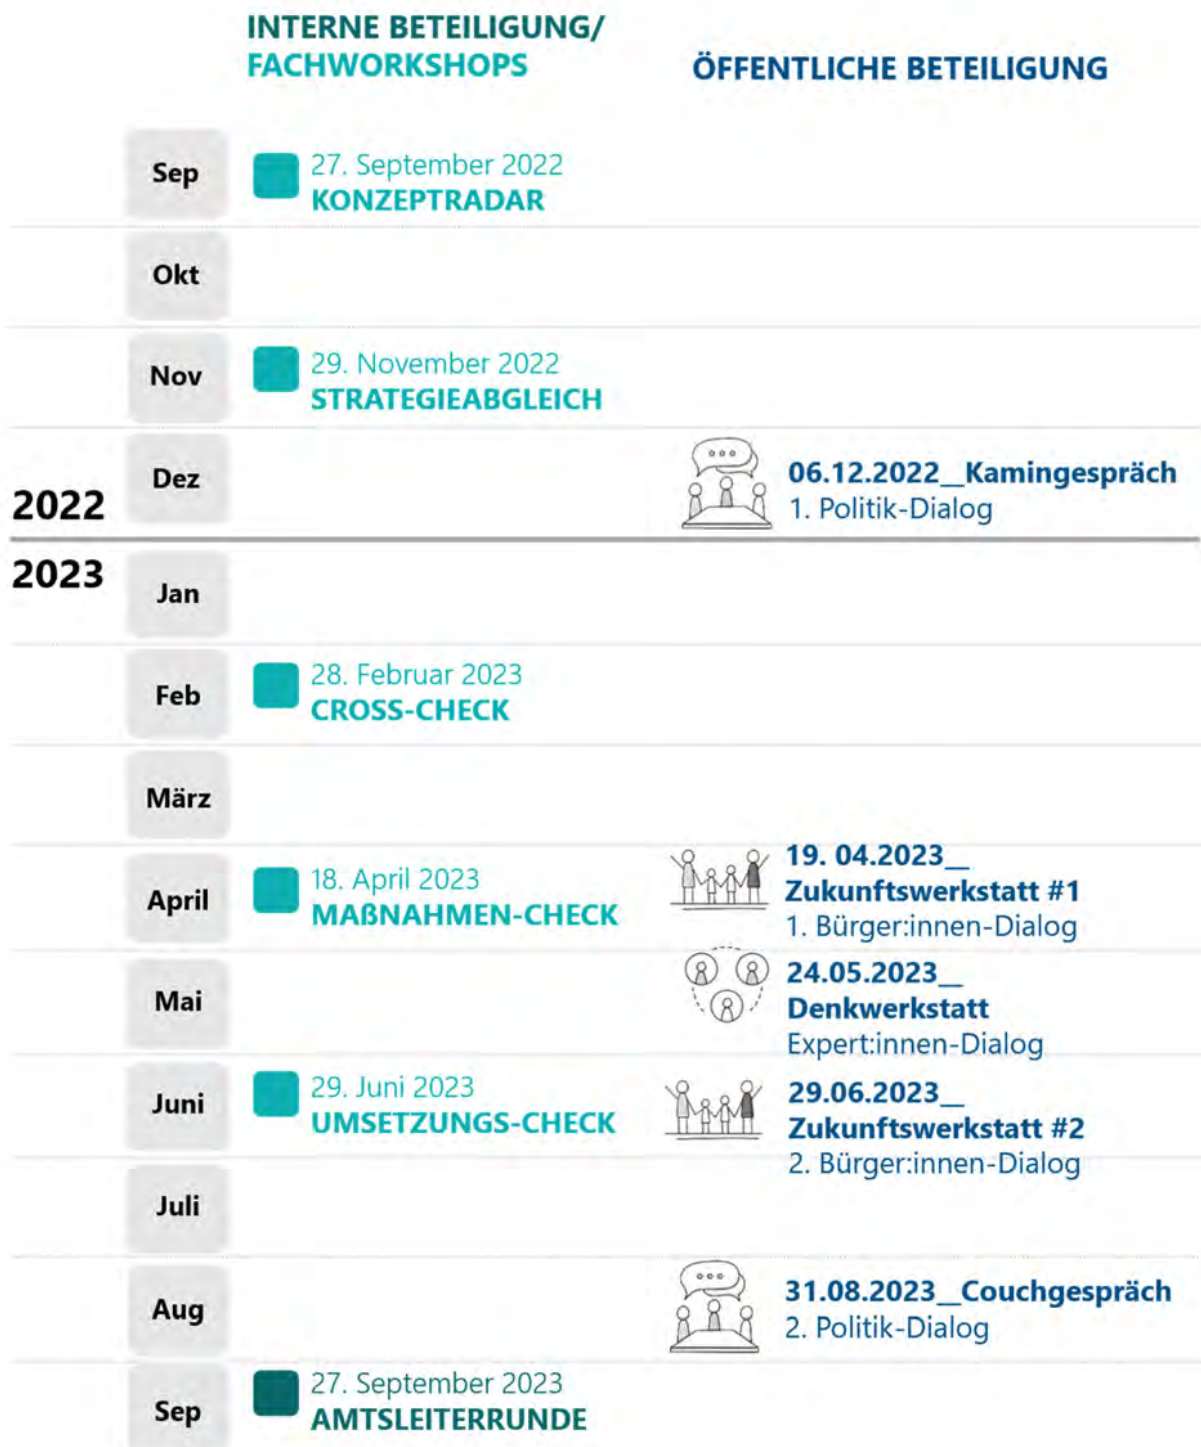 INTERNE BETEILIGUNG/
FACHWORKSHOPS
ÖFFENTLICHE BETEILIGUNG
Sep
27. September 2022
KONZEPTRADAR
Okt
Nov
29. November 2022
STRATEGIEABGLEICH
Dez
06.12.2022_Kamingespräch
1. Politik-Dialog
2022
2023
Jan
Feb
28. Februar 2023
CROSS-CHECK
März
April
18. April 2023
MAßNAHMEN-CHECK
19. 04.2023_
Zukunftswerkstatt #1
1. Bürger:innen-Dialog
Mai
24.05.2023_
Denkwerkstatt
Expert:innen-Dialog
Juni
29. Juni 2023
UMSETZUNGS-CHECK
29.06.2023_
Zukunftswerkstatt #2
2. Bürger:innen-Dialog
Juli
Aug
31.08.2023_Couchgespräch
2. Politik-Dialog
Sep
27. September 2023
AMTSLEITERRUNDE